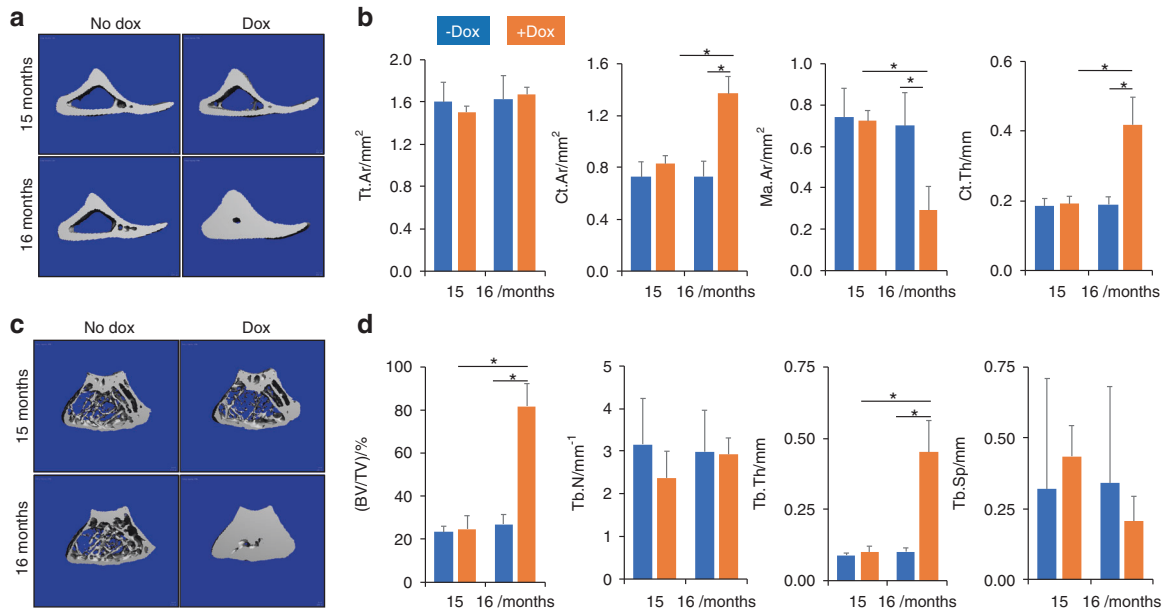 a
No dox
Dox
15 months
16 months
b
-Dox
+Dox
Tt.Ar/mm²
2.0
1.6
1.2
0.8
0.4
0.0
15
16 /months
Ct.Ar/mm²
1.6
1.2
0.8
0.4
0
*
*
15
16 /months
Ma.Ar/mm²
1.0
0.8
0.6
0.4
0.2
0.0
*
*
15
16 /months
Ct.Th/mm
0.6
0.4
0.2
0
*
*
15
16 /months
c
No dox
Dox
15 months
16 months
d
(BV/TV)/%
100
80
60
40
20
0
*
*
15
16 /months
Tb.N/mm⁻¹
5
4
3
2
1
0
15
16 /months
Tb.Th/mm
0.75
0.50
0.25
0.00
*
*
15
16 /months
Tb.Sp/mm
0.75
0.50
0.25
0.00
15
16 /months